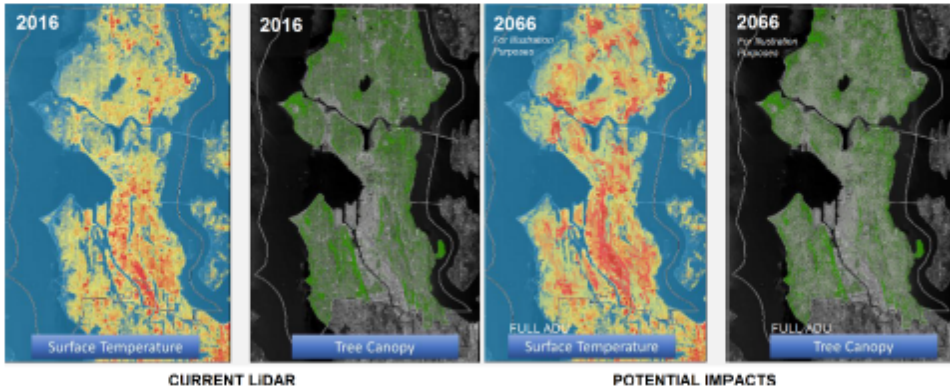 2016
2016
2066
For Illustration
Purposes
2066
For Illustration
Purposes
FULL ADU
FULL ADU
Surface Temperature
Tree Canopy
Surface Temperature
Tree Canopy
CURRENT LiDAR
POTENTIAL IMPACTS